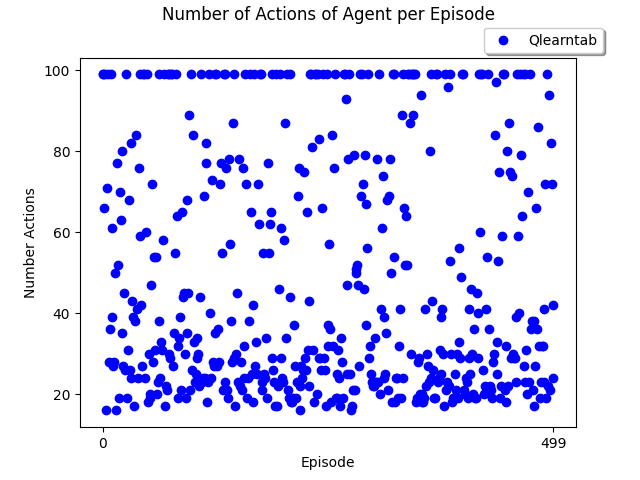 Number of Actions of Agent per Episode
Qlearntab
100
80
60
40
20
Number Actions
0
499
Episode